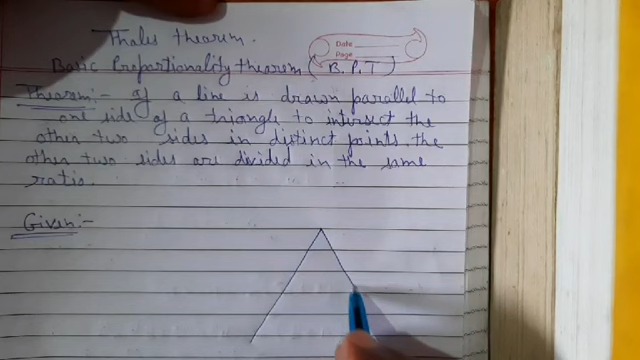 Thales theorem.
Date
Page
Basic Proportionality theorem (B.P.T)
Theorem:- If a line is drawn parallel to
one side of a triangle to intersect the
other two sides in distinct points, the
other two sides are divided in the same
ratio.
Given:-